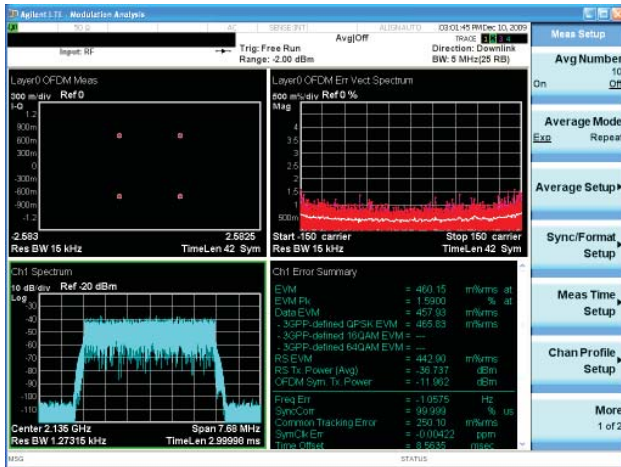 Agilent LTE - Modulation Analysis
50 Ω AC SENSE:INT ALIGN AUTO 03:01:45 PM Dec 10, 2009
Avg|Off TRACE 1 2 3 4
Input: RF Trig: Free Run Direction: Downlink
Range: -2.00 dBm BW: 5 MHz(25 RB)
Meas Setup
Avg Number
10
On Off
Average Mode
Exp Repeat
Average Setup
Sync/Format
Setup
Meas Time
Setup
Chan Profile
Setup
More
1 of 2
Layer0 OFDM Meas
300 m/div Ref 0
I-Q
1.2
900m
600m
300m
0
-300m
-600m
-900m
-1.2
-2.583 2.5825
Res BW 15 kHz TimeLen 42 Sym
Layer0 OFDM Err Vect Spectrum
500 m%/div Ref 0 %
Mag
4
3.5
3
2.5
2
1.5
1
500m
Start -150 carrier Stop 150 carrier
Res BW 15 kHz TimeLen 42 Sym
Ch1 Spectrum
10 dB/div Ref -20 dBm
Log
-30
-40
-50
-60
-70
-80
-90
-100
-110
Center 2.135 GHz Span 7.68 MHz
Res BW 1.27315 kHz TimeLen 2.99998 ms
Ch1 Error Summary
EVM = 460.15 m%rms at
EVM Pk = 1.5900 % at
Data EVM = 457.93 m%rms
- 3GPP-defined QPSK EVM = 465.83 m%rms
- 3GPP-defined 16QAM EVM = ---
- 3GPP-defined 64QAM EVM = ---
RS EVM = 442.90 m%rms
RS Tx. Power (Avg) = -36.737 dBm
OFDM Sym. Tx. Power = -11.962 dBm
Freq Err = -1.0575 Hz
SyncCorr = 99.999 % us
Common Tracking Error = 250.10 m%rms
SymClk Err = -0.00422 ppm
Time Offset = 8.5635 msec
MSG STATUS